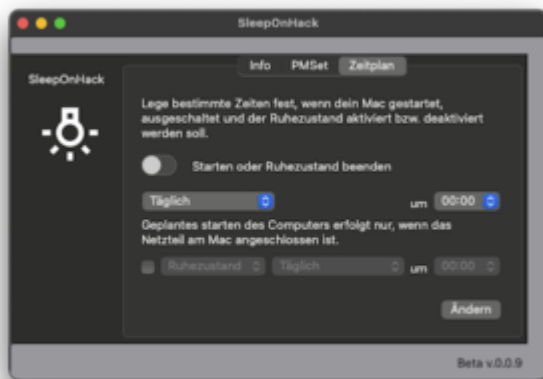 SleepOnHack
Info PMSet Zeitplan
SleepOnHack
Lege bestimmte Zeiten fest, wenn dein Mac gestartet,
ausgeschaltet und der Ruhezustand aktiviert bzw. deaktiviert
werden soll.
Starten oder Ruhezustand beenden
Täglich um 00:00
Geplantes starten des Computers erfolgt nur, wenn das
Netzteil am Mac angeschlossen ist.
Ruhezustand Täglich um 00:00
Ändern
Beta v.0.0.9